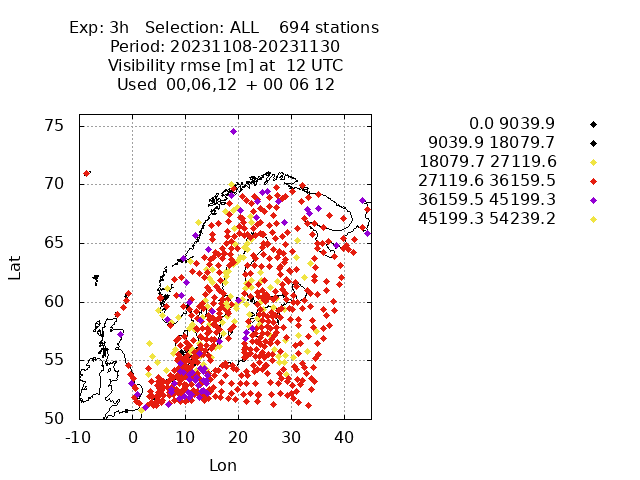 Exp: 3h Selection: ALL 694 stations
Period: 20231108-20231130
Visibility rmse [m] at 12 UTC
Used 00,06,12 + 00 06 12
0.0 9039.9
9039.9 18079.7
18079.7 27119.6
27119.6 36159.5
36159.5 45199.3
45199.3 54239.2
75
70
65
60
55
50
Lat
-10 0 10 20 30 40
Lon